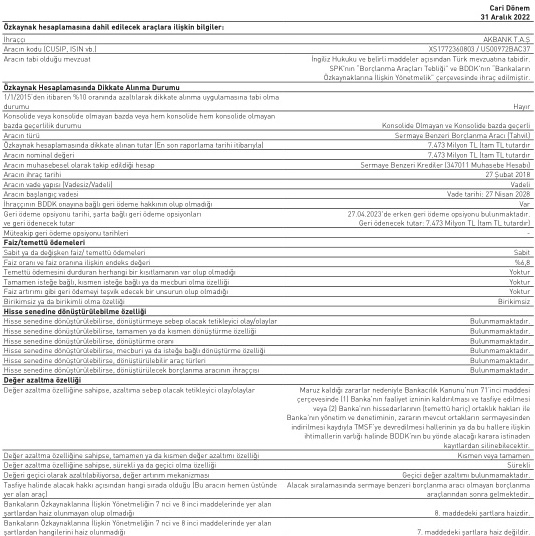 Cari Dönem
31 Aralık 2022
Özkaynak hesaplamasına dahil edilecek araçlara ilişkin bilgiler:
İhraççı AKBANK T.A.Ş
Aracın kodu (CUSIP, ISIN vb.) XS1772360803 / US00972BAC37
Aracın tabi olduğu mevzuat İngiliz Hukuku ve belirli maddeler açısından Türk mevzuatına tabidir.
SPK'nın "Borçlanma Araçları Tebliği" ve BDDK'nın "Bankaların
Özkaynaklarına İlişkin Yönetmelik" çerçevesinde ihraç edilmiştir.
Özkaynak Hesaplamasında Dikkate Alınma Durumu
1/1/2015'den itibaren %10 oranında azaltılarak dikkate alınma uygulamasına tabi olma
durumu Hayır
Konsolide veya konsolide olmayan bazda veya hem konsolide hem konsolide olmayan
bazda geçerlilik durumu Konsolide Olmayan ve Konsolide bazda geçerli
Aracın türü Sermaye Benzeri Borçlanma Aracı (Tahvil)
Özkaynak hesaplamasında dikkate alınan tutar (En son raporlama tarihi itibarıyla) 7.473 Milyon TL (tam TL tutardır
Aracın nominal değeri 7.473 Milyon TL (tam TL tutardır
Aracın muhasebesel olarak takip edildiği hesap Sermaye Benzeri Krediler (347011 Muhasebe Hesabı)
Aracın ihraç tarihi 27 Şubat 2018
Aracın vade yapısı (Vadesiz/Vadeli) Vadeli
Aracın başlangıç vadesi Vade tarihi: 27 Nisan 2028
İhraççının BDDK onayına bağlı geri ödeme hakkının olup olmadığı Var
Geri ödeme opsiyonu tarihi, şarta bağlı geri ödeme opsiyonları 27.04.2023'de erken geri ödeme opsiyonu bulunmaktadır.
ve geri ödenecek tutar Geri ödenecek tutar: 7.473 Milyon TL (tam TL tutardır)
Müteakip geri ödeme opsiyonu tarihleri -
Faiz/temettü ödemeleri
Sabit ya da değişken faiz/ temettü ödemeleri Sabit
Faiz oranı ve faiz oranına ilişkin endeks değeri %6,8
Temettü ödemesini durduran herhangi bir kısıtlamanın var olup olmadığı Yoktur
Tamamen isteğe bağlı, kısmen isteğe bağlı ya da mecburi olma özelliği Yoktur
Faiz artırımı gibi geri ödemeyi teşvik edecek bir unsurun olup olmadığı Yoktur
Birikimsiz ya da birikimli olma özelliği Birikimsiz
Hisse senedine dönüştürülebilme özelliği
Hisse senedine dönüştürülebilirse, dönüştürmeye sebep olacak tetikleyici olay/olaylar Bulunmamaktadır.
Hisse senedine dönüştürülebilirse, tamamen ya da kısmen dönüştürme özelliği Bulunmamaktadır.
Hisse senedine dönüştürülebilirse, dönüştürme oranı Bulunmamaktadır.
Hisse senedine dönüştürülebilirse, mecburi ya da isteğe bağlı dönüştürme özelliği Bulunmamaktadır.
Hisse senedine dönüştürülebilirse, dönüştürülebilir araç türleri Bulunmamaktadır.
Hisse senedine dönüştürülebilirse, dönüştürülecek borçlanma aracının ihraççısı Bulunmamaktadır.
Değer azaltma özelliği
Değer azaltma özelliğine sahipse, azaltıma sebep olacak tetikleyici olay/olaylar Maruz kaldığı zararlar nedeniyle Bankacılık Kanunu'nun 71'inci maddesi
çerçevesinde (1) Banka'nın faaliyet izninin kaldırılması ve tasfiye edilmesi
veya (2) Banka'nın hissedarlarının (temettü hariç) ortaklık hakları ile
Banka'nın yönetim ve denetiminin, zararın mevcut ortakların sermayesinden
indirilmesi kaydıyla TMSF'ye devredilmesi hallerinin ya da bu hallere ilişkin
ihtimallerin varlığı halinde BDDK'nın bu yönde alacağı karara istinaden
kayıtlardan silinebilecektir.
Değer azaltma özelliğine sahipse, tamamen ya da kısmen değer azaltımı özelliği Kısmen veya tamamen
Değer azaltma özelliğine sahipse, sürekli ya da geçici olma özelliği Sürekli
Değeri geçici olarak azaltılabiliyorsa, değer artırım mekanizması Geçici değer azaltımı bulunmamaktadır.
Tasfiye halinde alacak hakkı açısından hangi sırada olduğu (Bu aracın hemen üstünde Alacak sıralamasında sermaye benzeri borçlanma aracı olmayan borçlanma
yer alan araç) araçlarından sonra gelmektedir.
Bankaların Özkaynaklarına İlişkin Yönetmeliğin 7 nci ve 8 inci maddelerinde yer alan
şartlardan haiz olunmayan olup olmadığı 8. maddedeki şartlara haizdir.
Bankaların Özkaynaklarına İlişkin Yönetmeliğin 7 nci ve 8 inci maddelerinde yer alan
şartlardan hangilerini haiz olunmadığı 7. maddedeki şartlara haiz değildir.